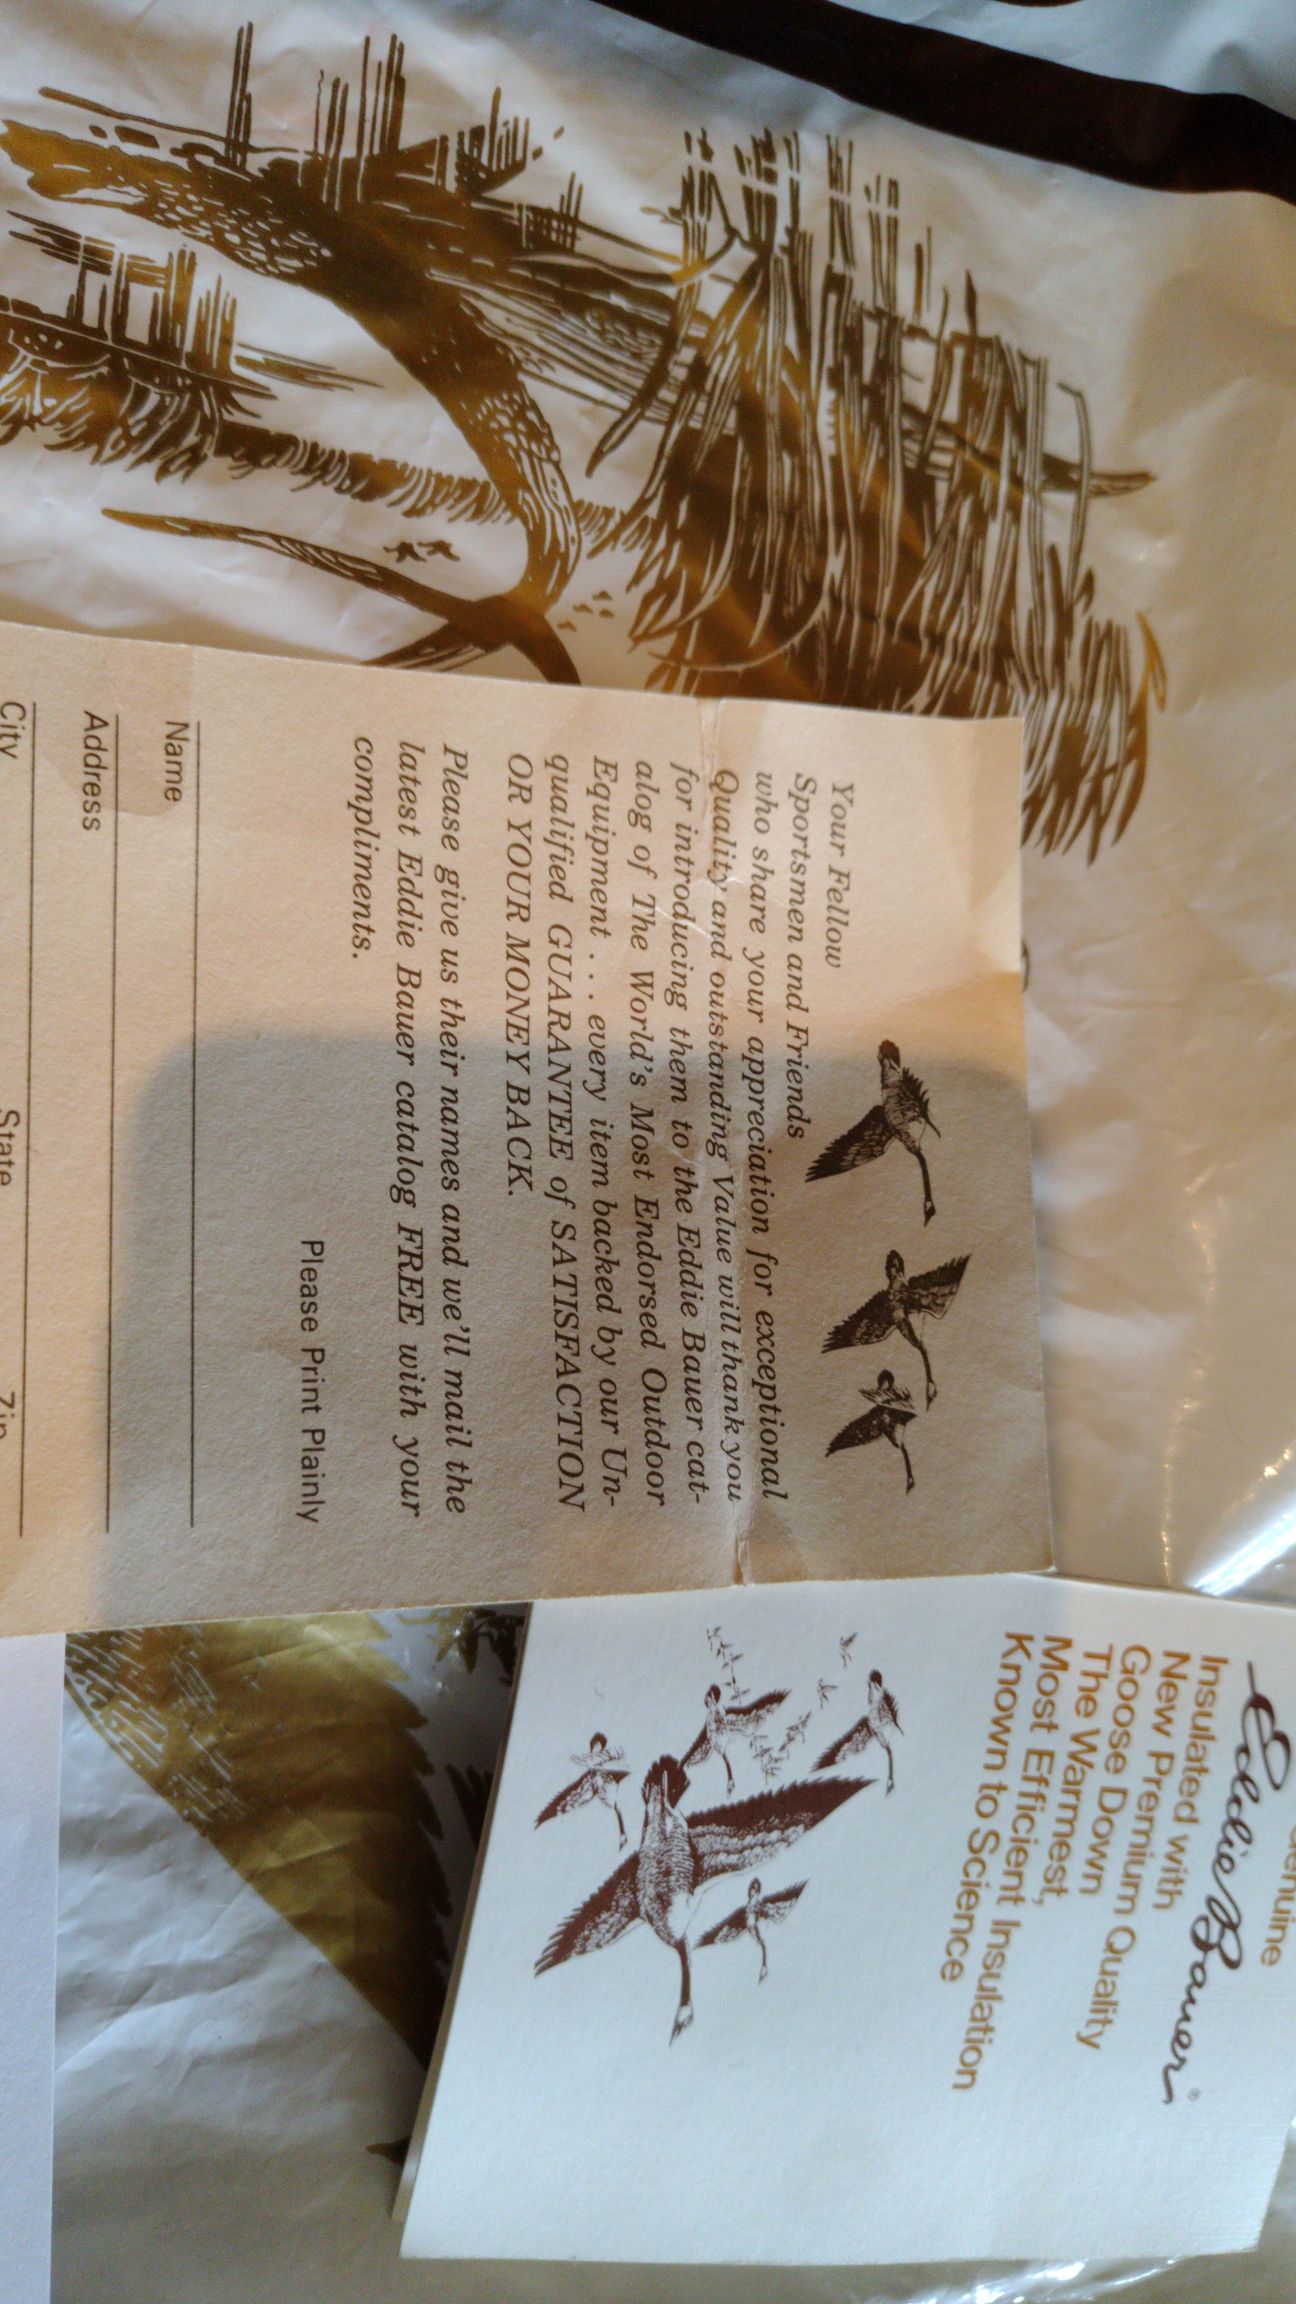 Your Fellow
Sportsmen and Friends
who share your appreciation for exceptional
Quality and outstanding Value will thank you
for introducing them to the Eddie Bauer cat-
alog of The World's Most Endorsed Outdoor
Equipment . . . every item backed by our Un-
qualified GUARANTEE of SATISFACTION
OR YOUR MONEY BACK.
Please give us their names and we'll mail the
latest Eddie Bauer catalog FREE with your
compliments.
Please Print Plainly
Name
Address
City State Zip
Genuine
Eddie Bauer®
Insulated with
New Premium Quality
Goose Down
The Warmest,
Most Efficient Insulation
Known to Science